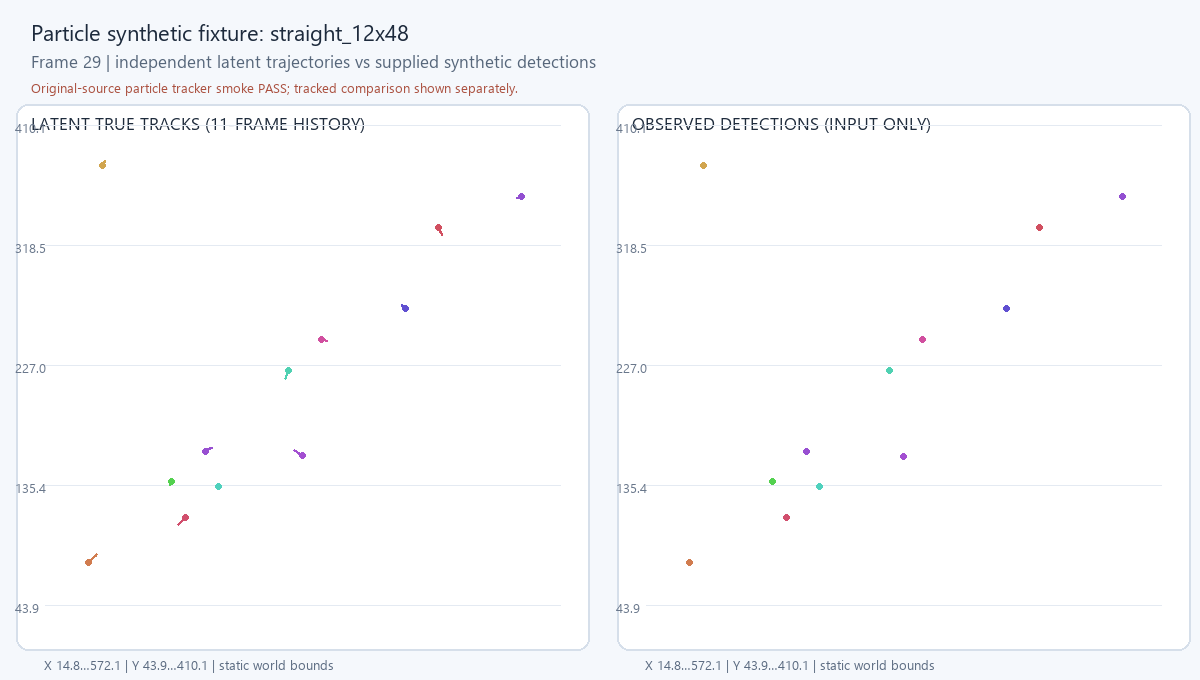 Particle synthetic fixture: straight_12x48
Frame 29 | independent latent trajectories vs supplied synthetic detections
Original-source particle tracker smoke PASS; tracked comparison shown separately.
LATENT TRUE TRACKS (11-FRAME HISTORY)
410.1
318.5
227.0
135.4
43.9
X 14.8...572.1 | Y 43.9...410.1 | static world bounds
OBSERVED DETECTIONS (INPUT ONLY)
410.1
318.5
227.0
135.4
43.9
X 14.8...572.1 | Y 43.9...410.1 | static world bounds